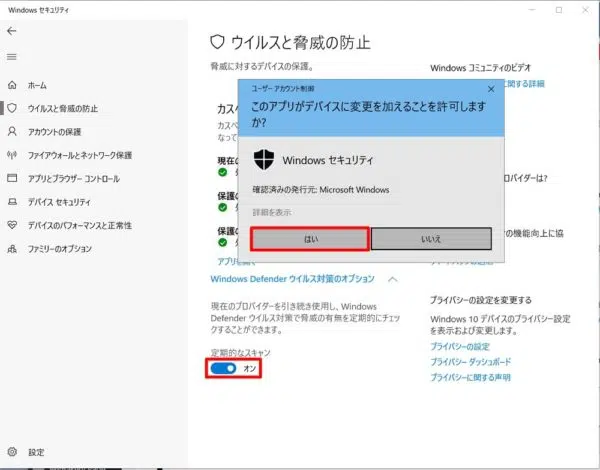 Windows セキュリティ
ホーム
ウイルスと脅威の防止
アカウントの保護
ファイアウォールとネットワーク保護
アプリとブラウザー コントロール
デバイス セキュリティ
デバイスのパフォーマンスと正常性
ファミリーのオプション
設定
ウイルスと脅威の防止
脅威に対するデバイスの保護。
カス
カスペ
なって
現在の
保護の
保護の
アプリを開く
ユーザー アカウント制御
このアプリがデバイスに変更を加えることを許可しますか?
Windows セキュリティ
確認済みの発行元: Microsoft Windows
詳細を表示
はい
いいえ
Windows Defender ウイルス対策のオプション
現在のプロバイダーを引き続き使用し、Windows
Defender ウイルス対策で脅威の有無を定期的にチェッ
クすることができます。
定期的なスキャン
オン
Windows コミュニティのビデオ
に関する詳細
ロバイダーは?
の機能向上に協
プライバシーの設定を変更する
Windows 10 デバイスのプライバシー設定
を表示および変更します。
プライバシーの設定
プライバシー ダッシュボード
プライバシーに関する声明